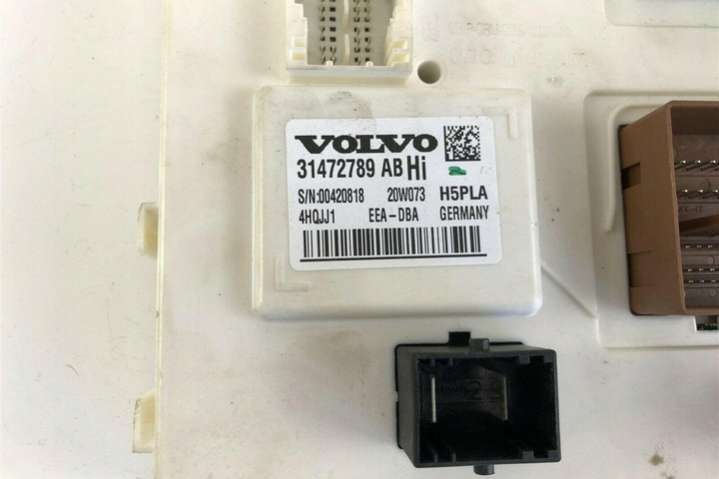 VOLVO
31472789 AB Hi
S/N:00420818 20W073 H5PLA
4HQJJ1 EEA-DBA GERMANY